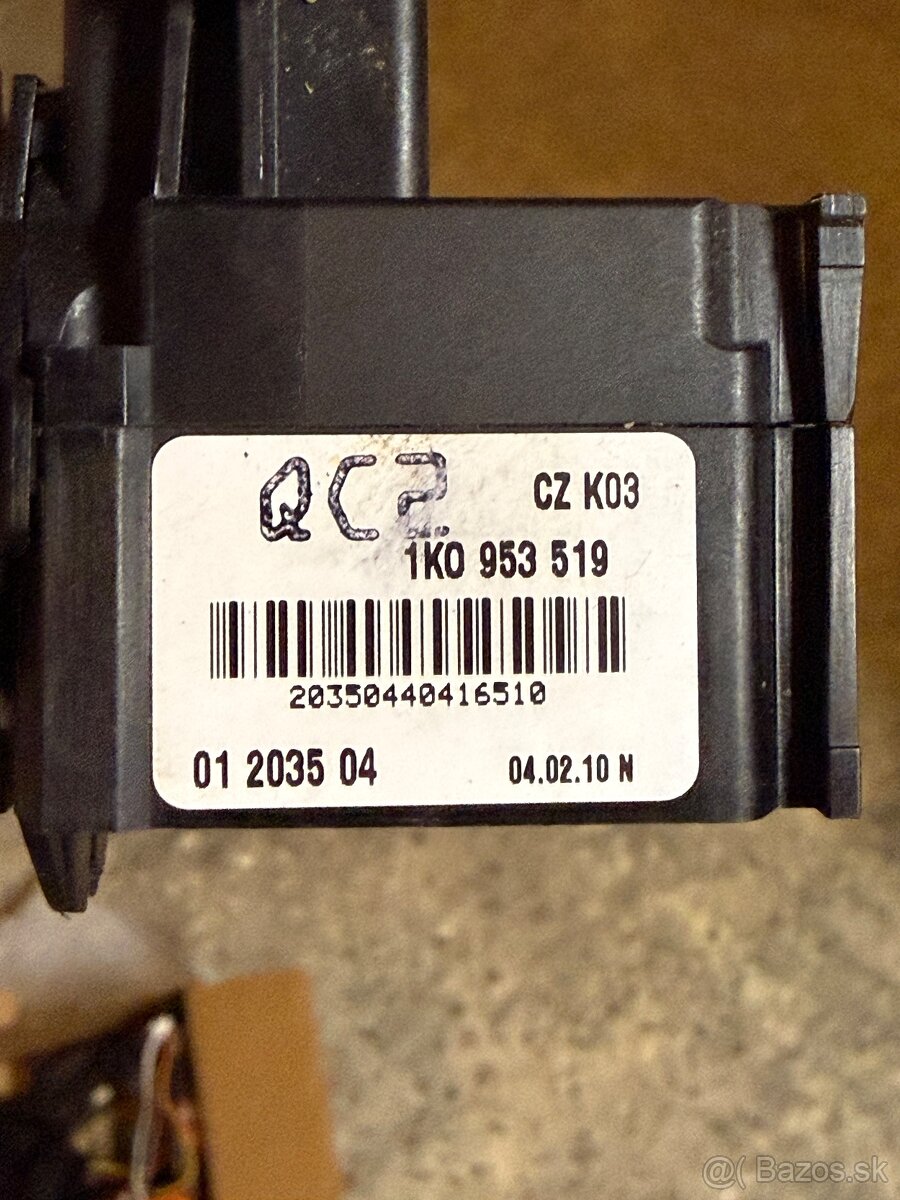 QC2
CZ K03
1K0 953 519
20350440416510
01 2035 04
04.02.10 N
@( Bazos.sk